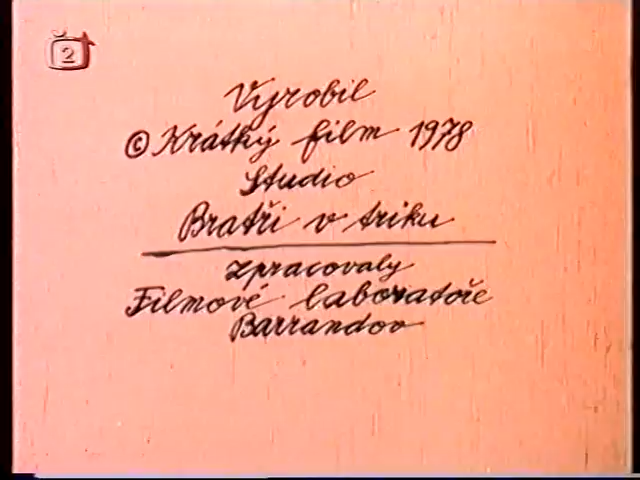 2
Vyrobil
© Krátký film 1978
Studio
Bratři v triku
zpracovaly
Filmové laboratoře
Barrandov